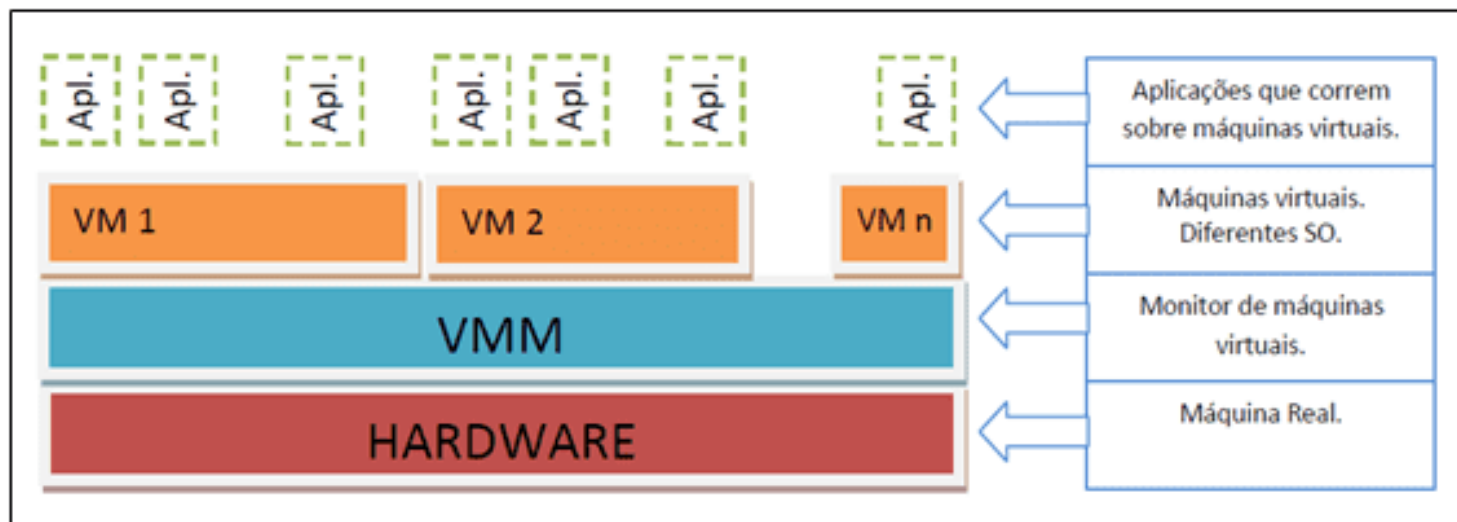 Apl.
Apl.
Apl.
Apl.
Apl.
Apl.
Apl.
Aplicações que correm
sobre máquinas virtuais.
VM 1
VM 2
VM n
Máquinas virtuais.
Diferentes SO.
VMM
Monitor de máquinas
virtuais.
HARDWARE
Máquina Real.